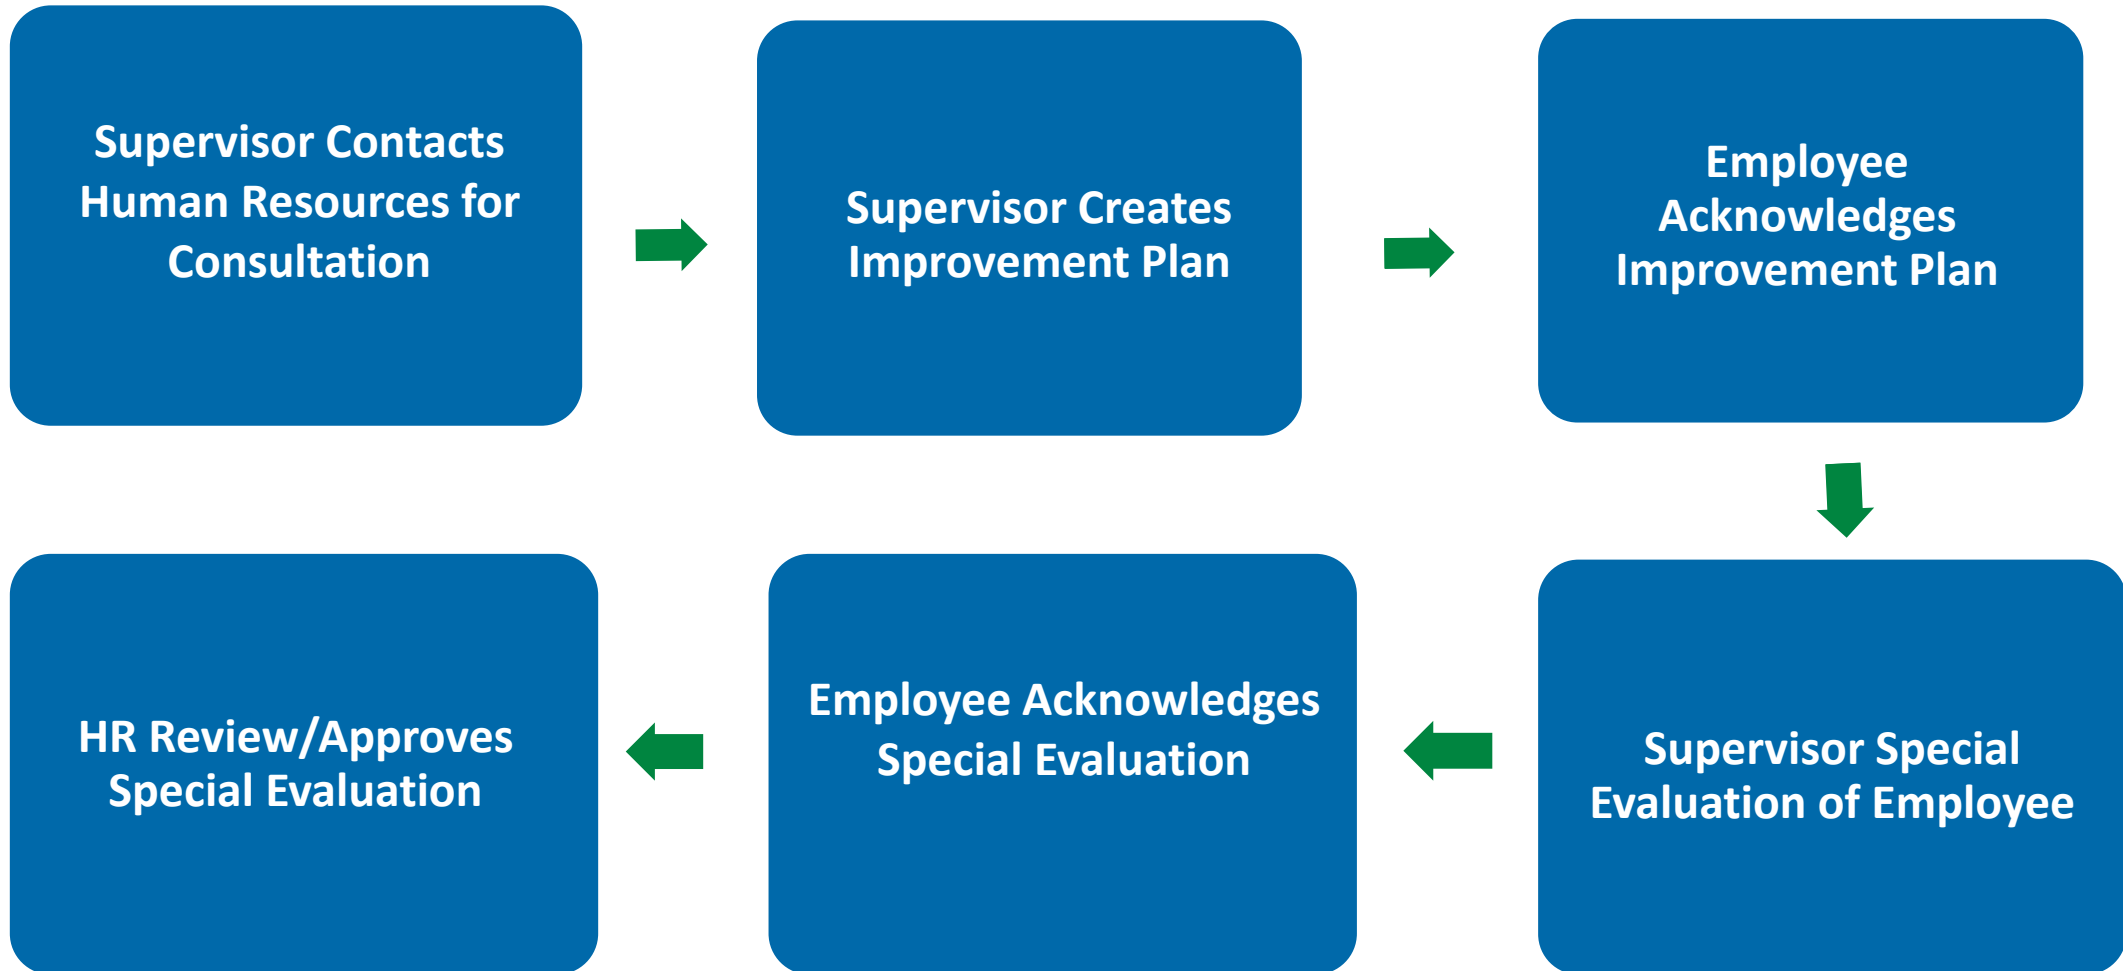 Supervisor Contacts
Human Resources for
Consultation
Supervisor Creates
Improvement Plan
Employee
Acknowledges
Improvement Plan
Supervisor Special
Evaluation of Employee
Employee Acknowledges
Special Evaluation
HR Review/Approves
Special Evaluation